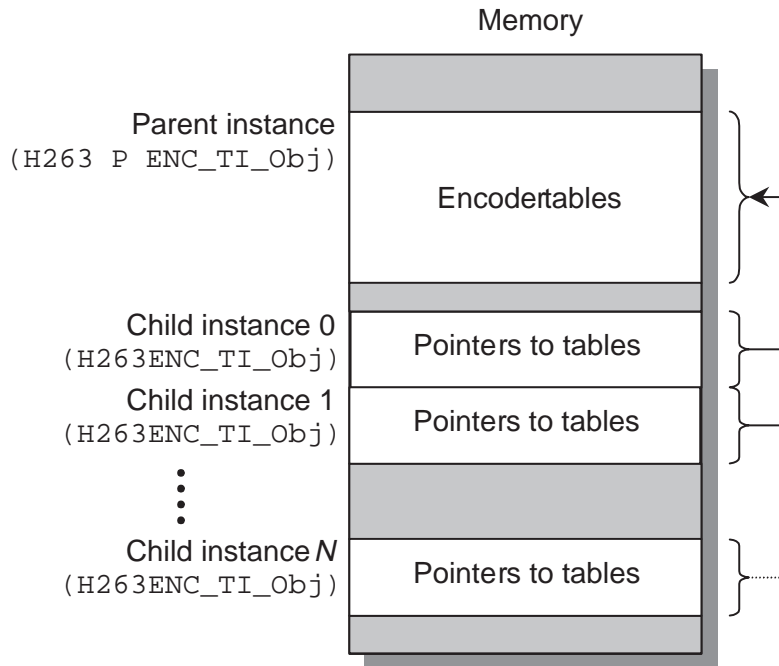 Memory
Parent instance
(H263 P ENC_TI_Obj)
Encodertables
Child instance 0
(H263ENC_TI_Obj)
Pointers to tables
Child instance 1
(H263ENC_TI_Obj)
Pointers to tables
Child instance N
(H263ENC_TI_Obj)
Pointers to tables